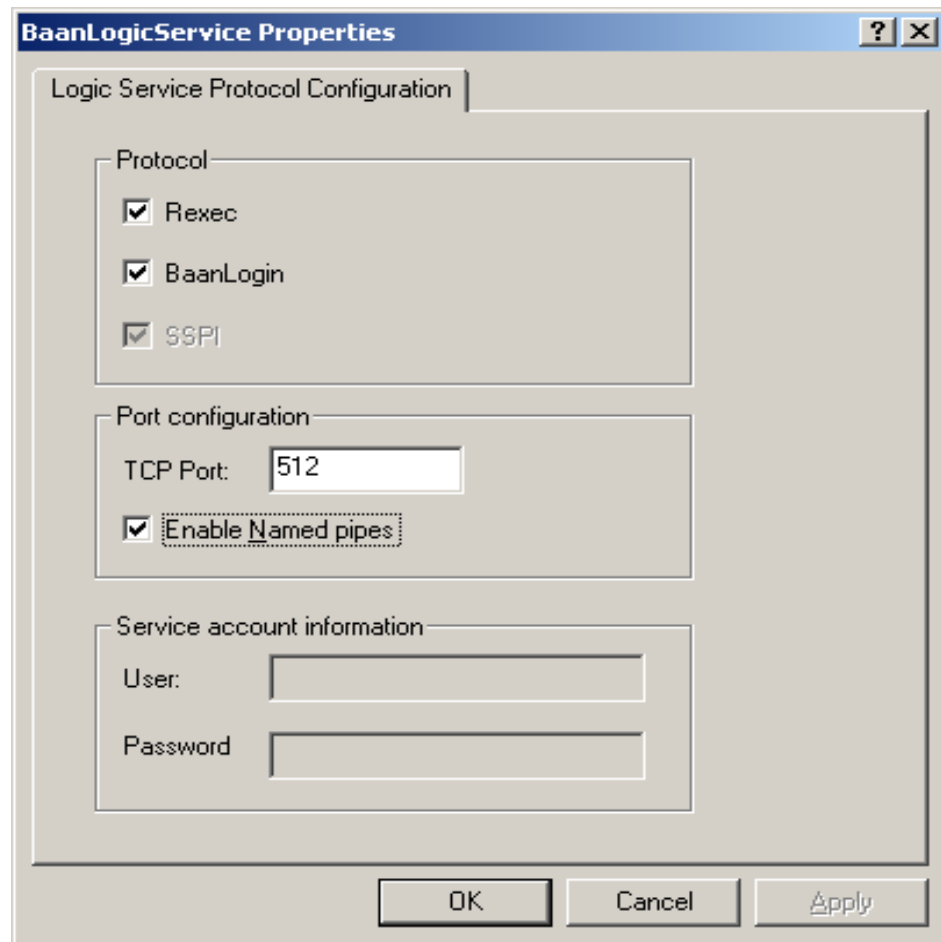 BaanLogicService Properties
Logic Service Protocol Configuration
Protocol
Rexec
BaanLogin
SSPI
Port configuration
TCP Port: 512
Enable Named pipes
Service account information
User:
Password
OK Cancel Apply